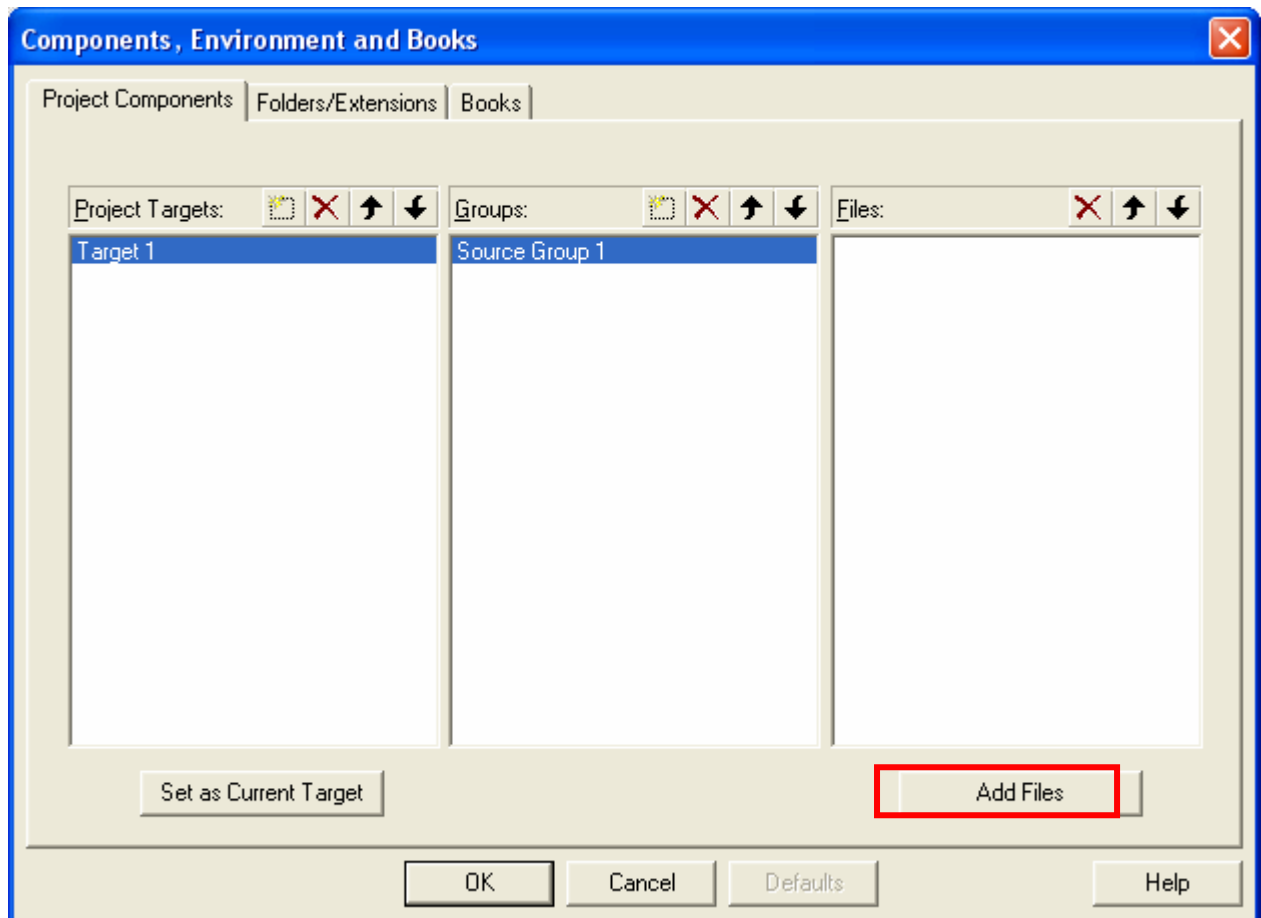 Components, Environment and Books
Project Components Folders/Extensions Books
Project Targets: Groups: Files:
Target 1 Source Group 1
Set as Current Target Add Files
OK Cancel Defaults Help